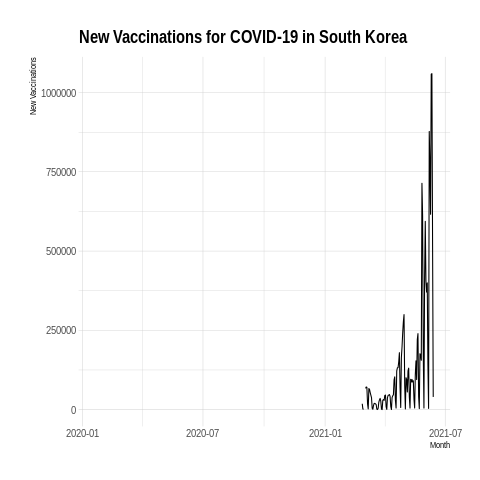 New Vaccinations for COVID-19 in South Korea
New Vaccinations
1000000
750000
500000
250000
0
2020-01 2020-07 2021-01 2021-07
Month